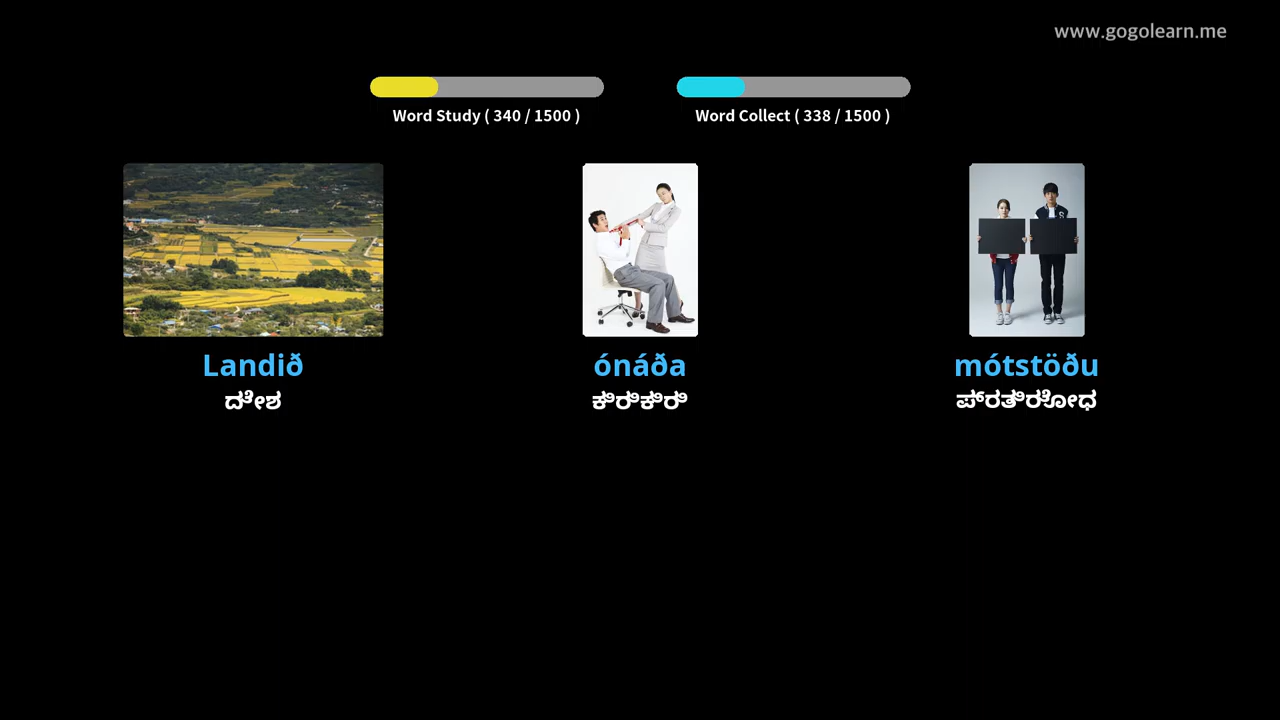 www.gogolearn.me
Word Study ( 340 / 1500 )
Word Collect ( 338 / 1500 )
Landið
ದೇಶ
ónáða
ಕಿರಿಕಿರಿ
mótstöðu
ಪ್ರತಿರೋಧ